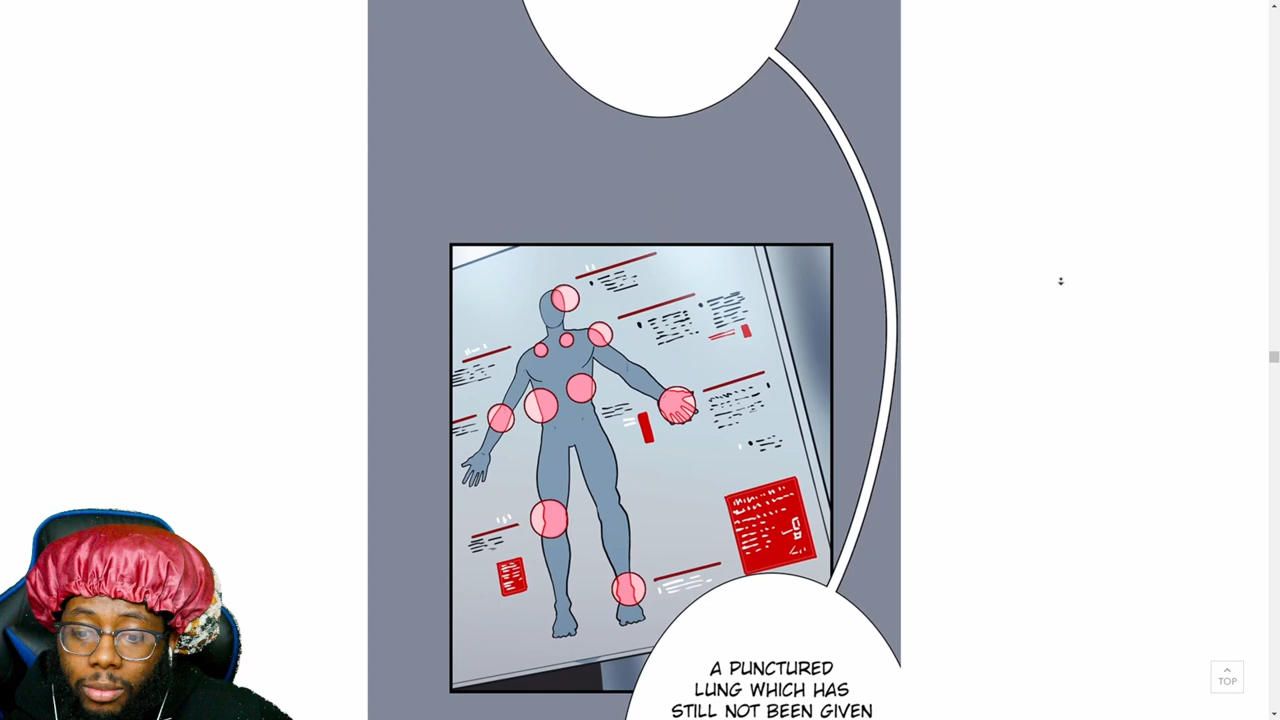 A PUNCTURED
LUNG WHICH HAS
STILL NOT BEEN GIVEN
TOP